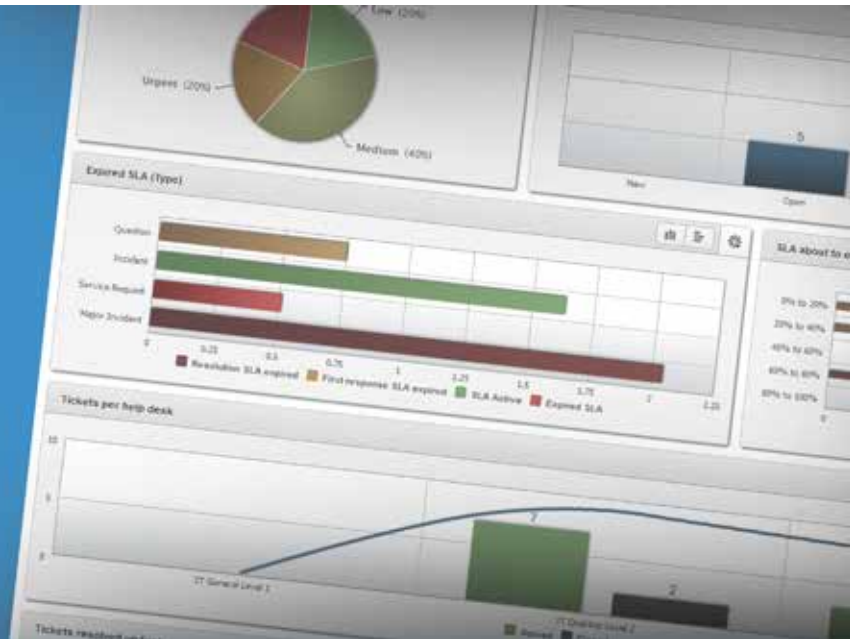 Low (20%)
Urgent (20%)
Medium (40%)
5
New
Open
Expired SLA (Type)
SLA about to e
Question
Incident
Service Request
Major Incident
0
0.25
0.5
0.75
1
1.25
1.5
1.75
2
2.25
Resolution SLA expired
First response SLA expired
SLA Active
Expired SLA
0% to 20%
20% to 40%
40% to 60%
60% to 80%
80% to 100%
0
Tickets per help desk
10
5
0
7
2
IT General Level 1
Tickets resolved